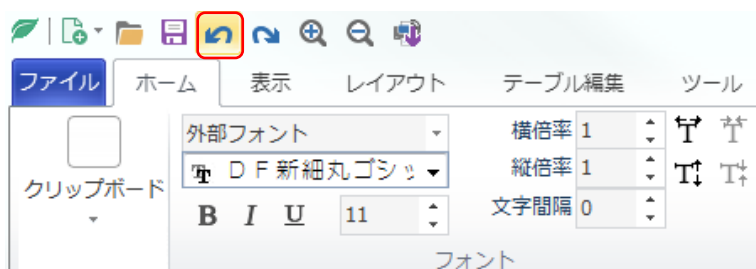 ファイル ホーム 表示 レイアウト テーブル編集 ツール
外部フォント 横倍率 1
DF新細丸ゴシッ 縦倍率 1
クリップボード
B I U 11 文字間隔 0
フォント